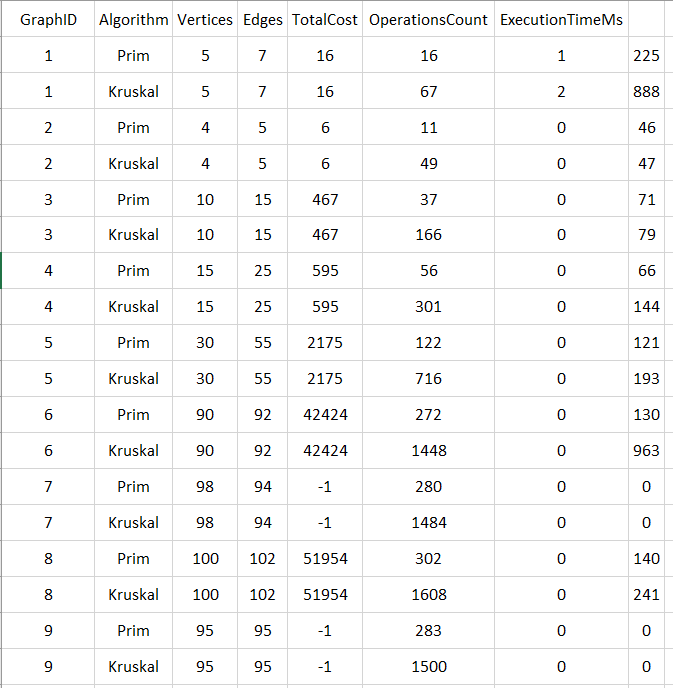 GraphID Algorithm Vertices Edges TotalCost OperationsCount ExecutionTimeMs
1 Prim 5 7 16 16 1 225
1 Kruskal 5 7 16 67 2 888
2 Prim 4 5 6 11 0 46
2 Kruskal 4 5 6 49 0 47
3 Prim 10 15 467 37 0 71
3 Kruskal 10 15 467 166 0 79
4 Prim 15 25 595 56 0 66
4 Kruskal 15 25 595 301 0 144
5 Prim 30 55 2175 122 0 121
5 Kruskal 30 55 2175 716 0 193
6 Prim 90 92 42424 272 0 130
6 Kruskal 90 92 42424 1448 0 963
7 Prim 98 94 -1 280 0 0
7 Kruskal 98 94 -1 1484 0 0
8 Prim 100 102 51954 302 0 140
8 Kruskal 100 102 51954 1608 0 241
9 Prim 95 95 -1 283 0 0
9 Kruskal 95 95 -1 1500 0 0